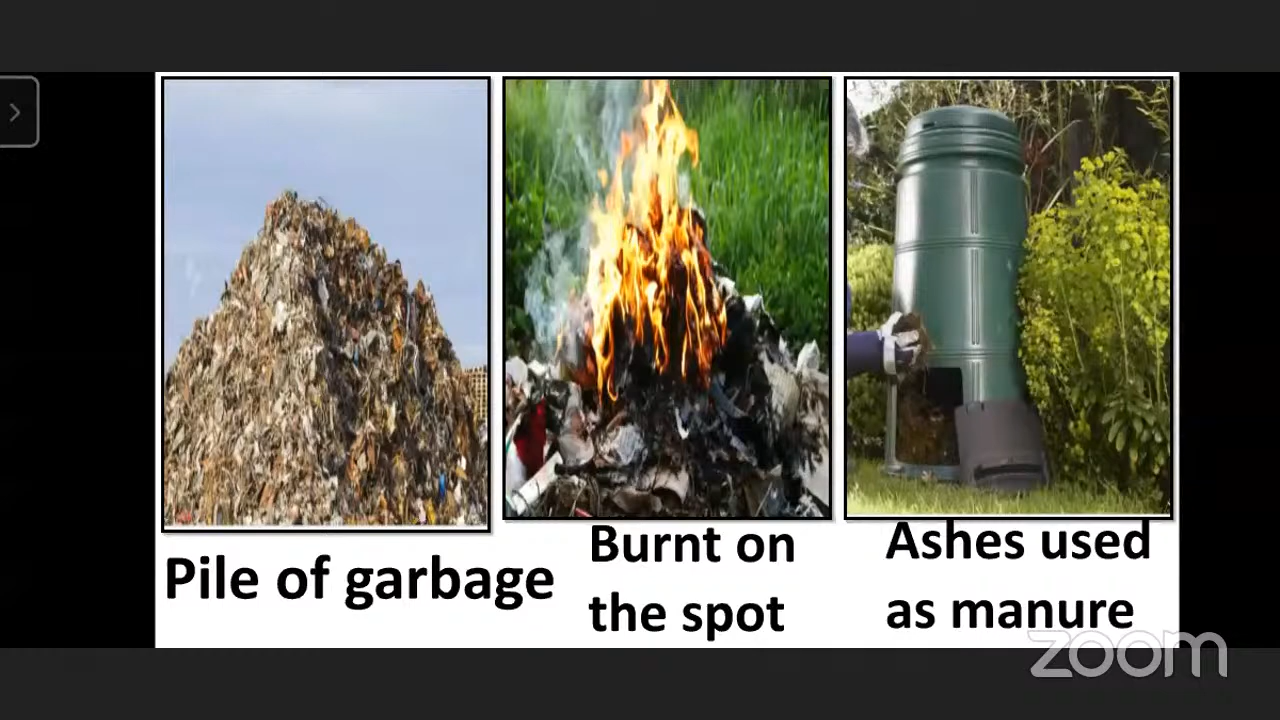 Pile of garbage
Burnt on
the spot
Ashes used
as manure
zoom